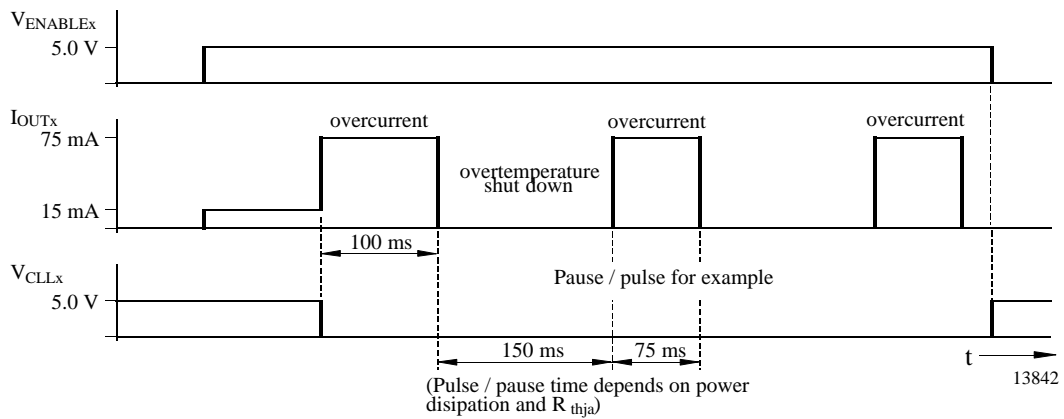 VENABLEx
5.0 V
IOUTx
75 mA
overcurrent
overcurrent
overcurrent
overtemperature
shut down
15 mA
100 ms
VCLLx
Pause / pulse for example
5.0 V
150 ms
75 ms
t
13842
(Pulse / pause time depends on power
disipation and R thja)